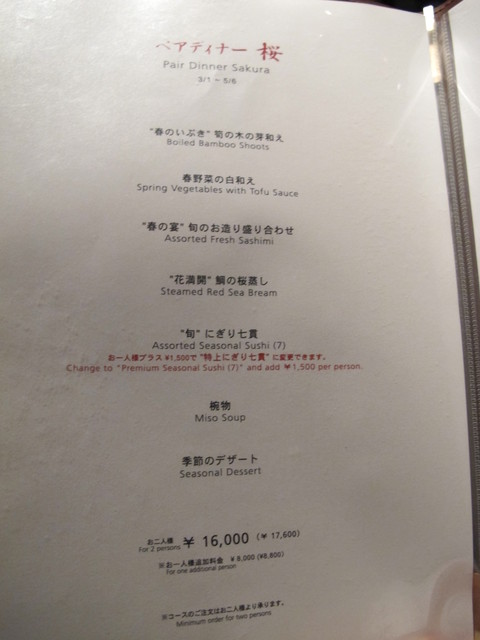 ペアディナー 桜
Pair Dinner Sakura
3/1 ~ 5/6
"春のいぶき" 筍の木の芽和え
Boiled Bamboo Shoots
春野菜の白和え
Spring Vegetables with Tofu Sauce
"春の宴" 旬のお造り盛り合わせ
Assorted Fresh Sashimi
"花満開" 鯛の桜蒸し
Steamed Red Sea Bream
"旬" にぎり七貫
Assorted Seasonal Sushi (7)
お一人様プラス ¥1,500で "特上にぎり七貫" に変更できます。
Change to "Premium Seasonal Sushi (7)" and add ¥1,500 per person.
椀物
Miso Soup
季節のデザート
Seasonal Dessert
お二人様 ¥ 16,000 (¥ 17,600)
For 2 persons
※お一人様追加料金 ¥ 8,000 (¥8,800)
For one additional person
※コースのご注文はお二人様より承ります。
Minimum order for two persons